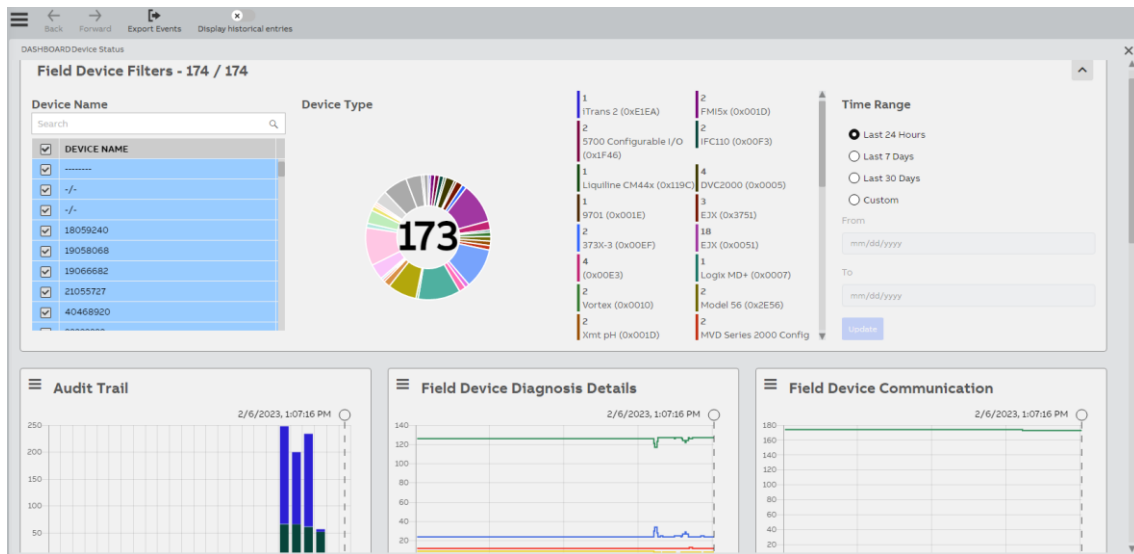 Back
Forward
Export Events
Display historical entries
DASHBOARD Device Status
Field Device Filters - 174 / 174
Device Name
Search
DEVICE NAME
--------
-/-
-/-
18059240
19058068
19066682
21055727
40468920
Device Type
173
1
ITrans 2 (0xE1EA)
2
5700 Configurable I/O
(0x1F46)
1
Liquiline CM44x (0x119C)
1
9701 (0x001E)
2
373X-3 (0x00EF)
4
(0x00E3)
2
Vortex (0x0010)
2
Xmt pH (0x001D)
2
FMI5x (0x001D)
2
IFC110 (0x00F3)
4
DVC2000 (0x0005)
3
EJX (0x3751)
18
EJX (0x0051)
1
Logix MD+ (0x0007)
2
Model 56 (0x2E56)
2
MVD Series 2000 Config
Time Range
Last 24 Hours
Last 7 Days
Last 30 Days
Custom
From
mm/dd/yyyy
To
mm/dd/yyyy
Update
Audit Trail
2/6/2023, 1:07:16 PM
250
200
150
100
50
Field Device Diagnosis Details
2/6/2023, 1:07:16 PM
140
120
100
80
60
40
20
Field Device Communication
2/6/2023, 1:07:16 PM
180
160
140
120
100
80
60
40
20